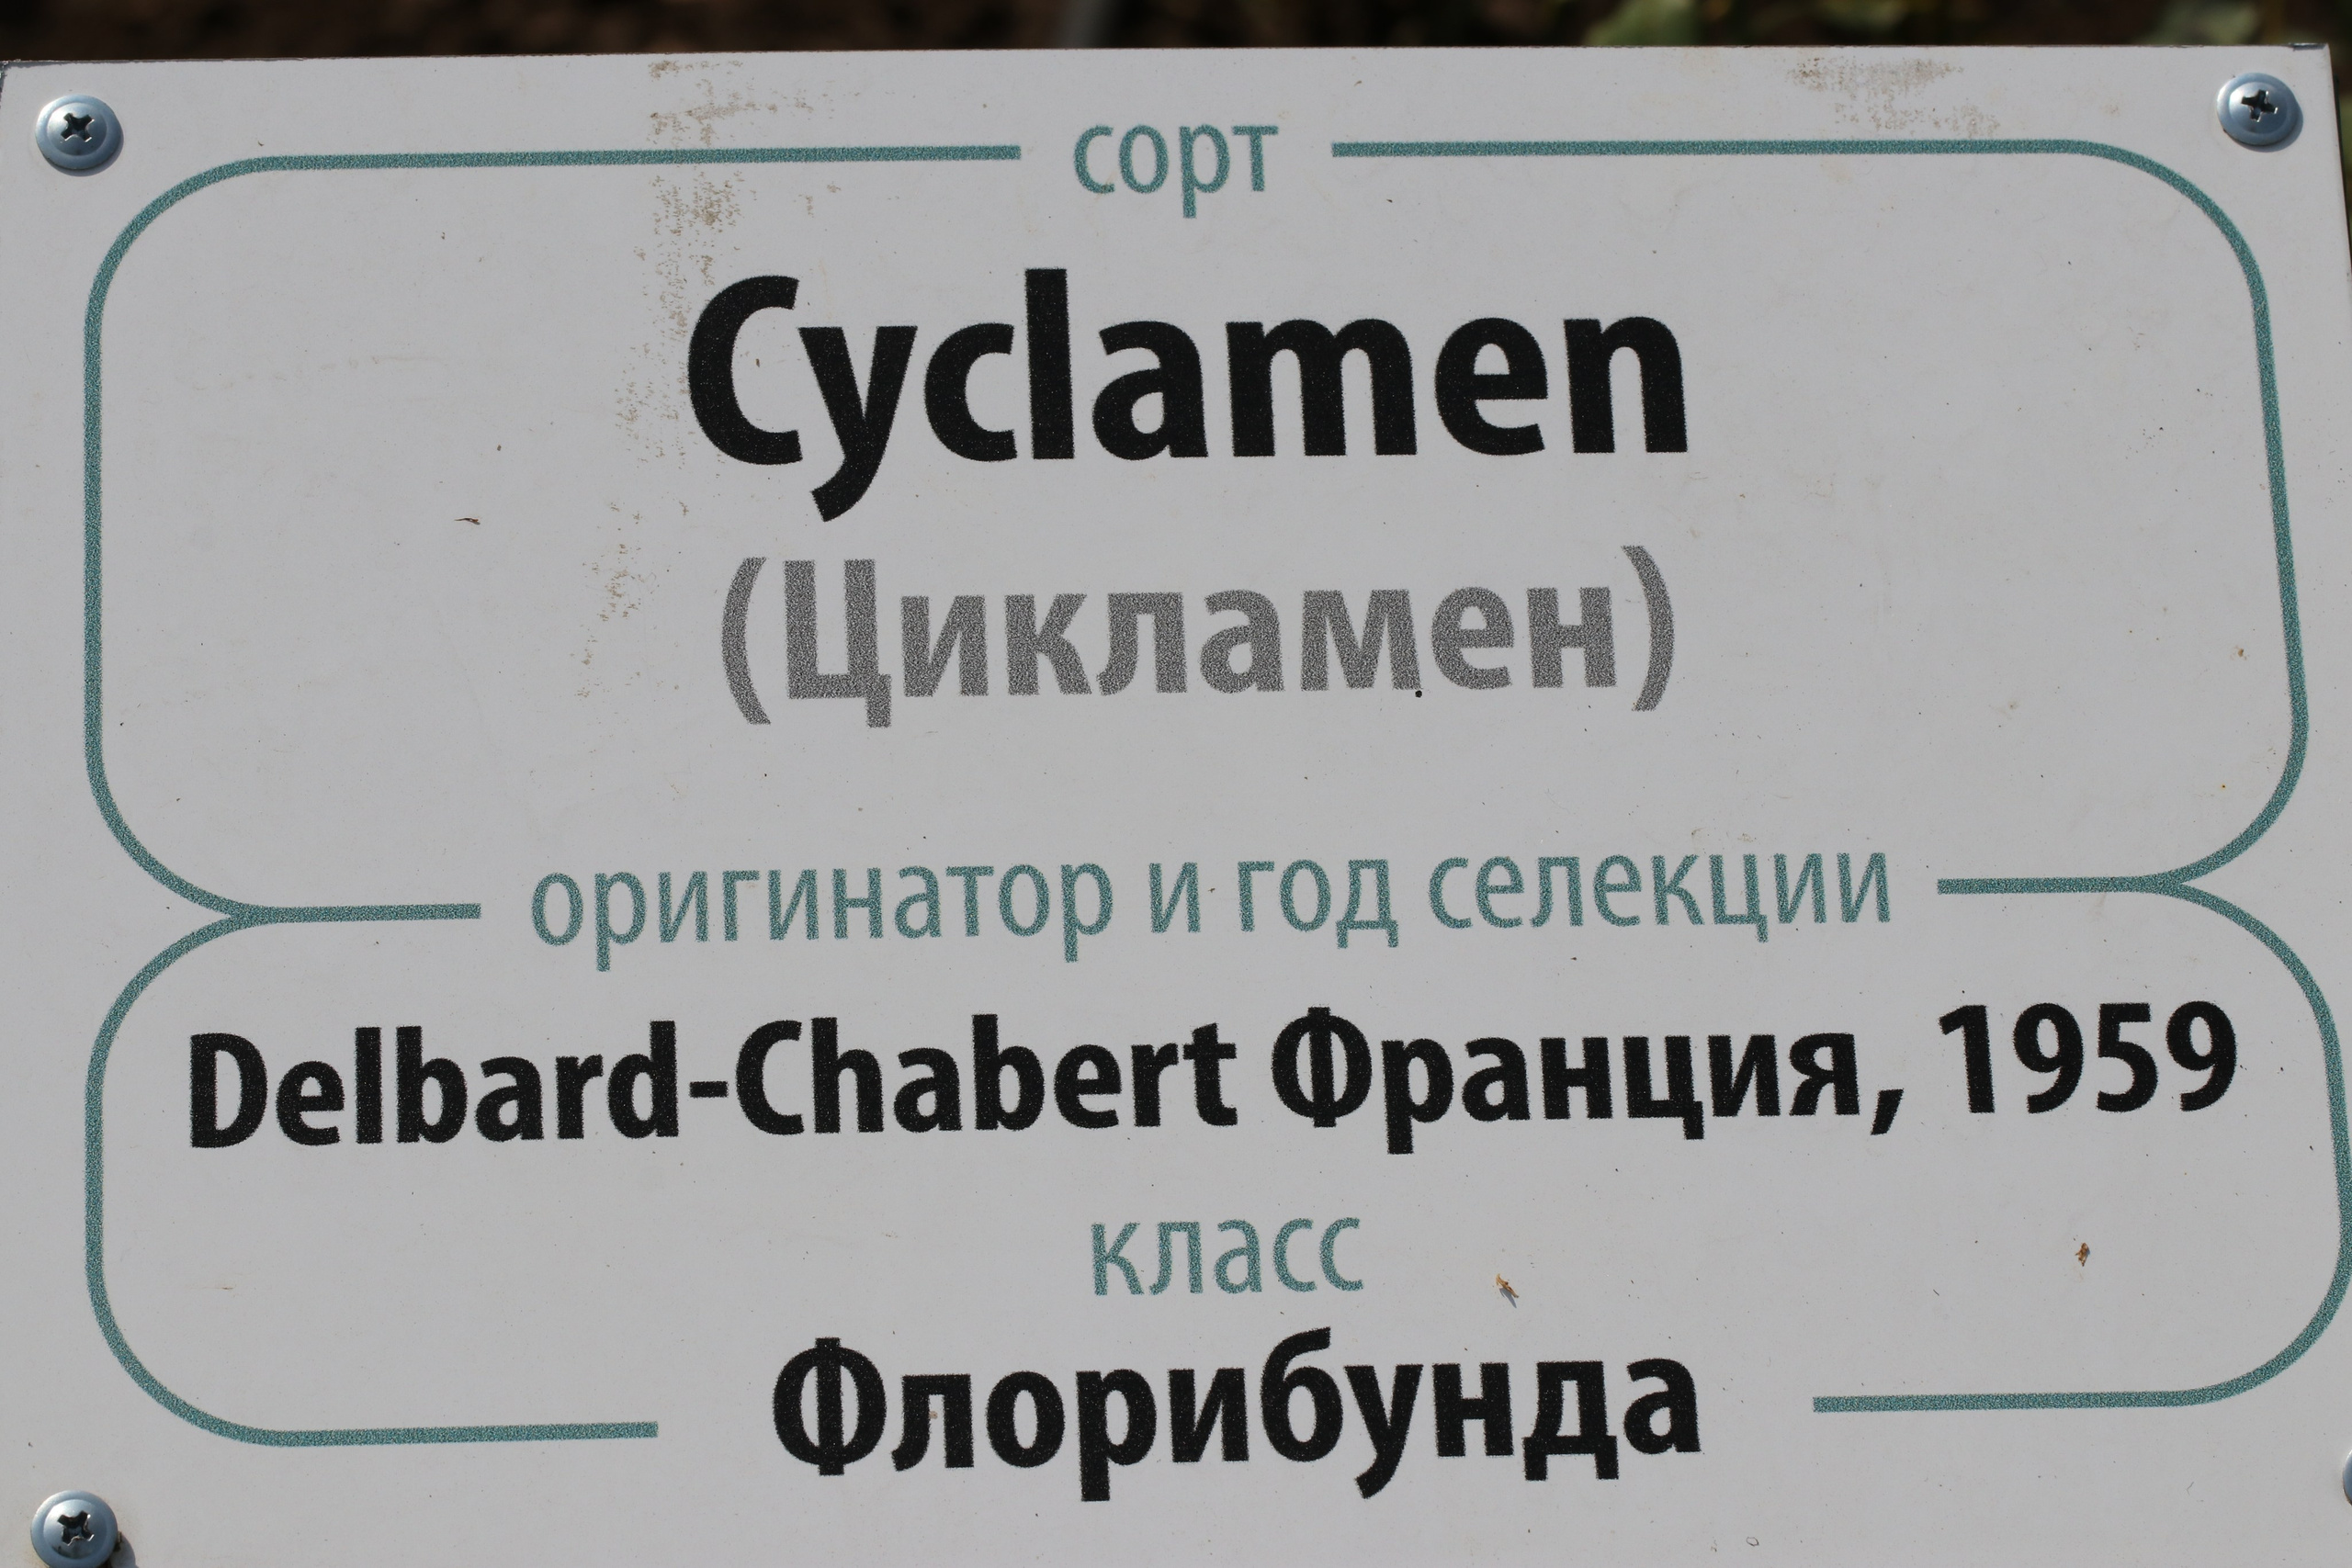 сорт
Cyclamen
(Цикламен)
оригинатор и год селекции
Delbard-Chabert Франция, 1959
класс
Флорибунда